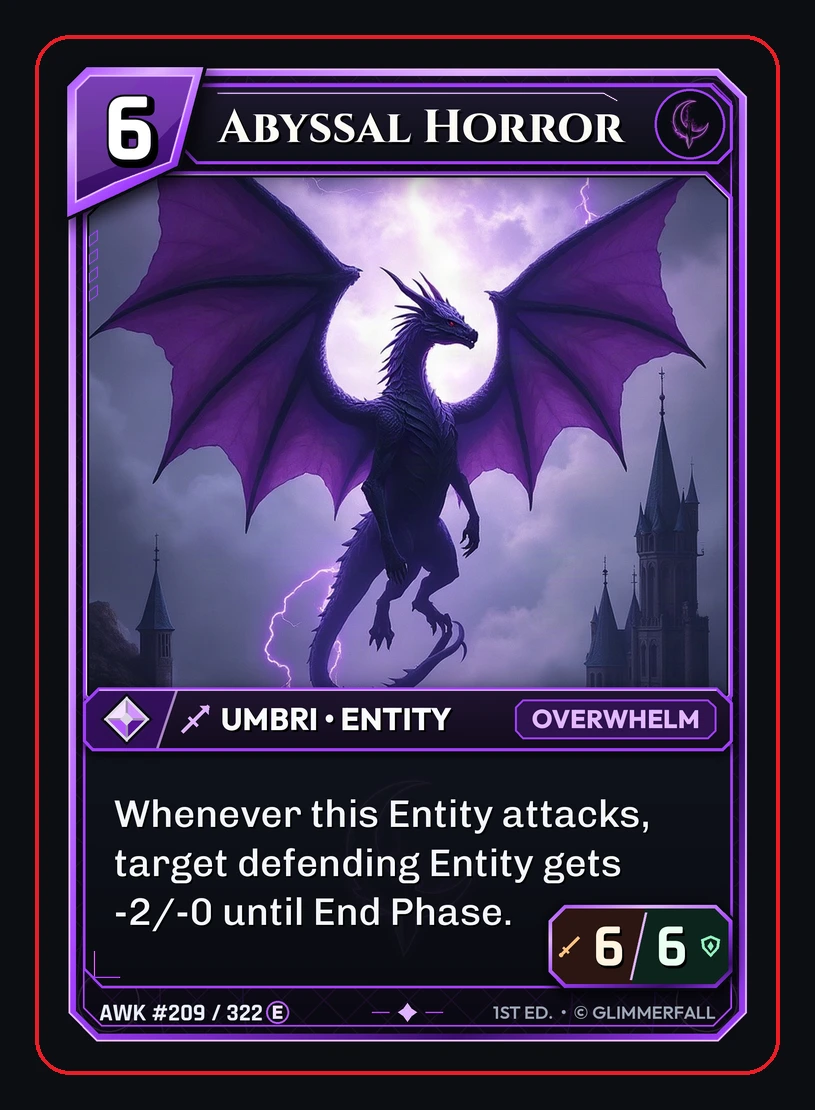 6
ABYSSAL HORROR
UMBRI • ENTITY
OVERWHELM
Whenever this Entity attacks,
target defending Entity gets
-2/-0 until End Phase.
6/6
AWK #209 / 322 E
1ST ED. • © GLIMMERFALL